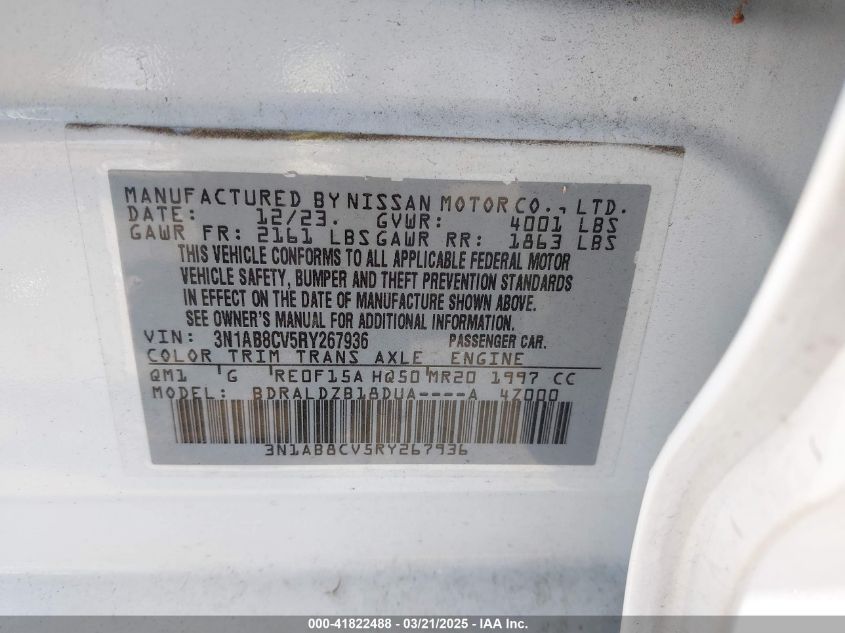 MANUFACTURED BY NISSAN MOTOR CO., LTD.
DATE: 12/23. GVWR: 4001 LBS
GAWR FR: 2161 LBS GAWR RR: 1863 LBS
THIS VEHICLE CONFORMS TO ALL APPLICABLE FEDERAL MOTOR
VEHICLE SAFETY, BUMPER AND THEFT PREVENTION STANDARDS
IN EFFECT ON THE DATE OF MANUFACTURE SHOWN ABOVE.
SEE OWNER'S MANUAL FOR ADDITIONAL INFORMATION.
VIN: 3N1AB8CV5RY267936 PASSENGER CAR.
COLOR TRIM TRANS AXLE ENGINE
QM1 G RE0F15A HQ50 MR20 1997 CC
MODEL: BDRALDZB18DUA----A 4Z000
3N1AB8CV5RY267936
000-41822488 — 03/21/2025 — IAA Inc.